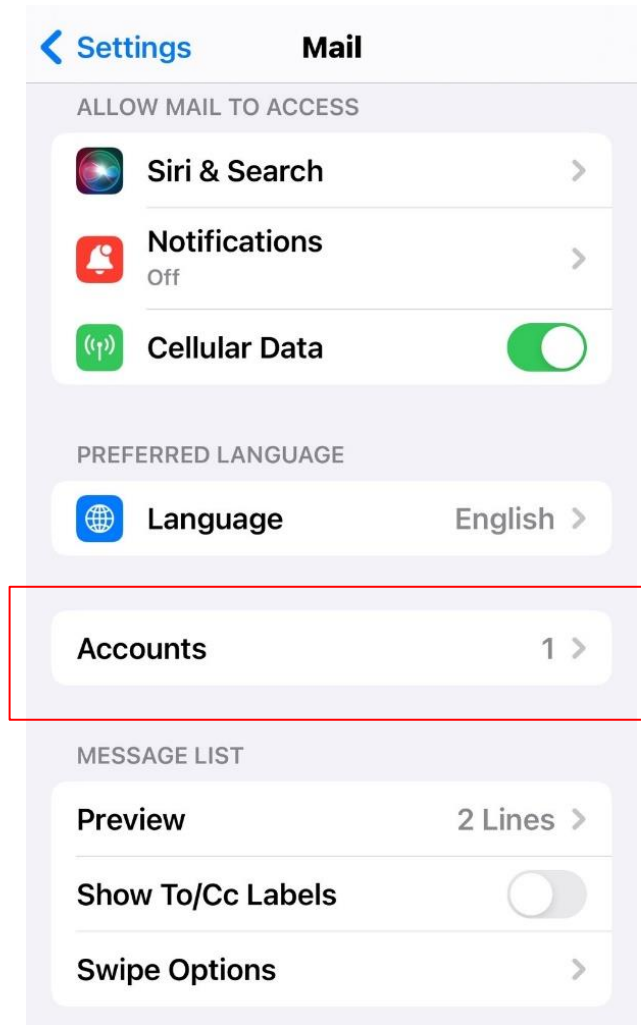 Settings Mail
ALLOW MAIL TO ACCESS
Siri & Search
Notifications
Off
Cellular Data
PREFERRED LANGUAGE
Language English
Accounts 1
MESSAGE LIST
Preview 2 Lines
Show To/Cc Labels
Swipe Options